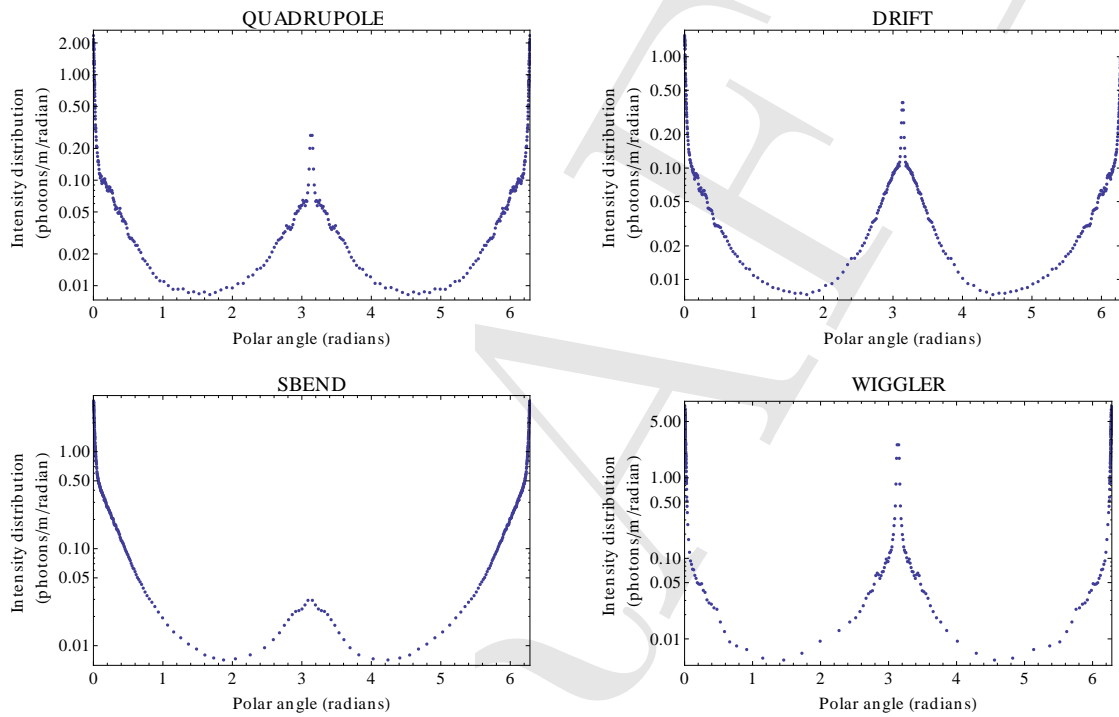 QUADRUPOLE
Intensity distribution
(photons/m/radian)
2.00
1.00
0.50
0.20
0.10
0.05
0.02
0.01
0 1 2 3 4 5 6
Polar angle (radians)
DRIFT
Intensity distribution
(photons/m/radian)
1.00
0.50
0.20
0.10
0.05
0.02
0.01
0 1 2 3 4 5 6
Polar angle (radians)
SBEND
Intensity distribution
(photons/m/radian)
1.00
0.50
0.10
0.05
0.01
0 1 2 3 4 5 6
Polar angle (radians)
WIGGLER
Intensity distribution
(photons/m/radian)
5.00
1.00
0.50
0.10
0.05
0.01
0 1 2 3 4 5 6
Polar angle (radians)